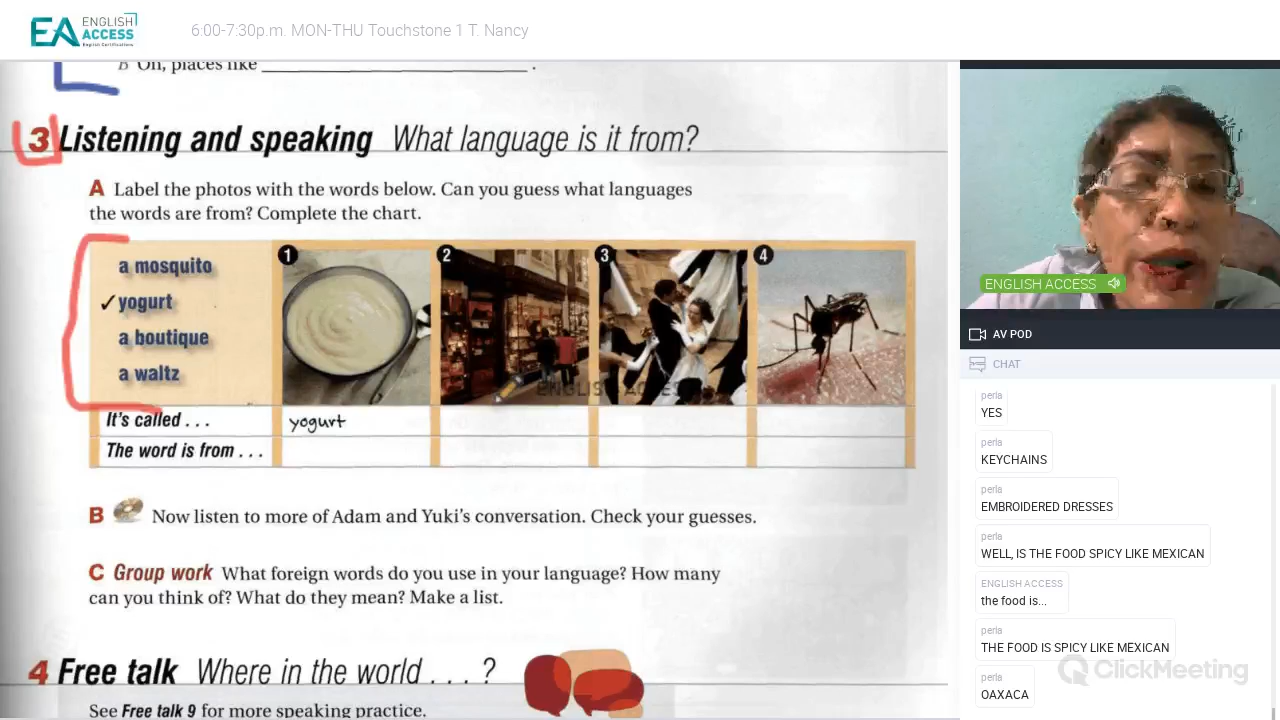 EA ENGLISH ACCESS
English Certifications
6:00-7:30p.m. MON-THU Touchstone 1 T. Nancy
B Oh, places like ____ .
3 Listening and speaking What language is it from?
A Label the photos with the words below. Can you guess what languages
the words are from? Complete the chart.
a mosquito
✓ yogurt
a boutique
a waltz
1
2
3
4
ENGLISH ACCESS
It's called . . .
yogurt
The word is from . . .
B Now listen to more of Adam and Yuki's conversation. Check your guesses.
C Group work What foreign words do you use in your language? How many
can you think of? What do they mean? Make a list.
4 Free talk Where in the world . . . ?
See Free talk 9 for more speaking practice.
ENGLISH ACCESS
AV POD
CHAT
perla
YES
perla
KEYCHAINS
perla
EMBROIDERED DRESSES
perla
WELL, IS THE FOOD SPICY LIKE MEXICAN
ENGLISH ACCESS
the food is...
perla
THE FOOD IS SPICY LIKE MEXICAN
perla
OAXACA
ClickMeeting